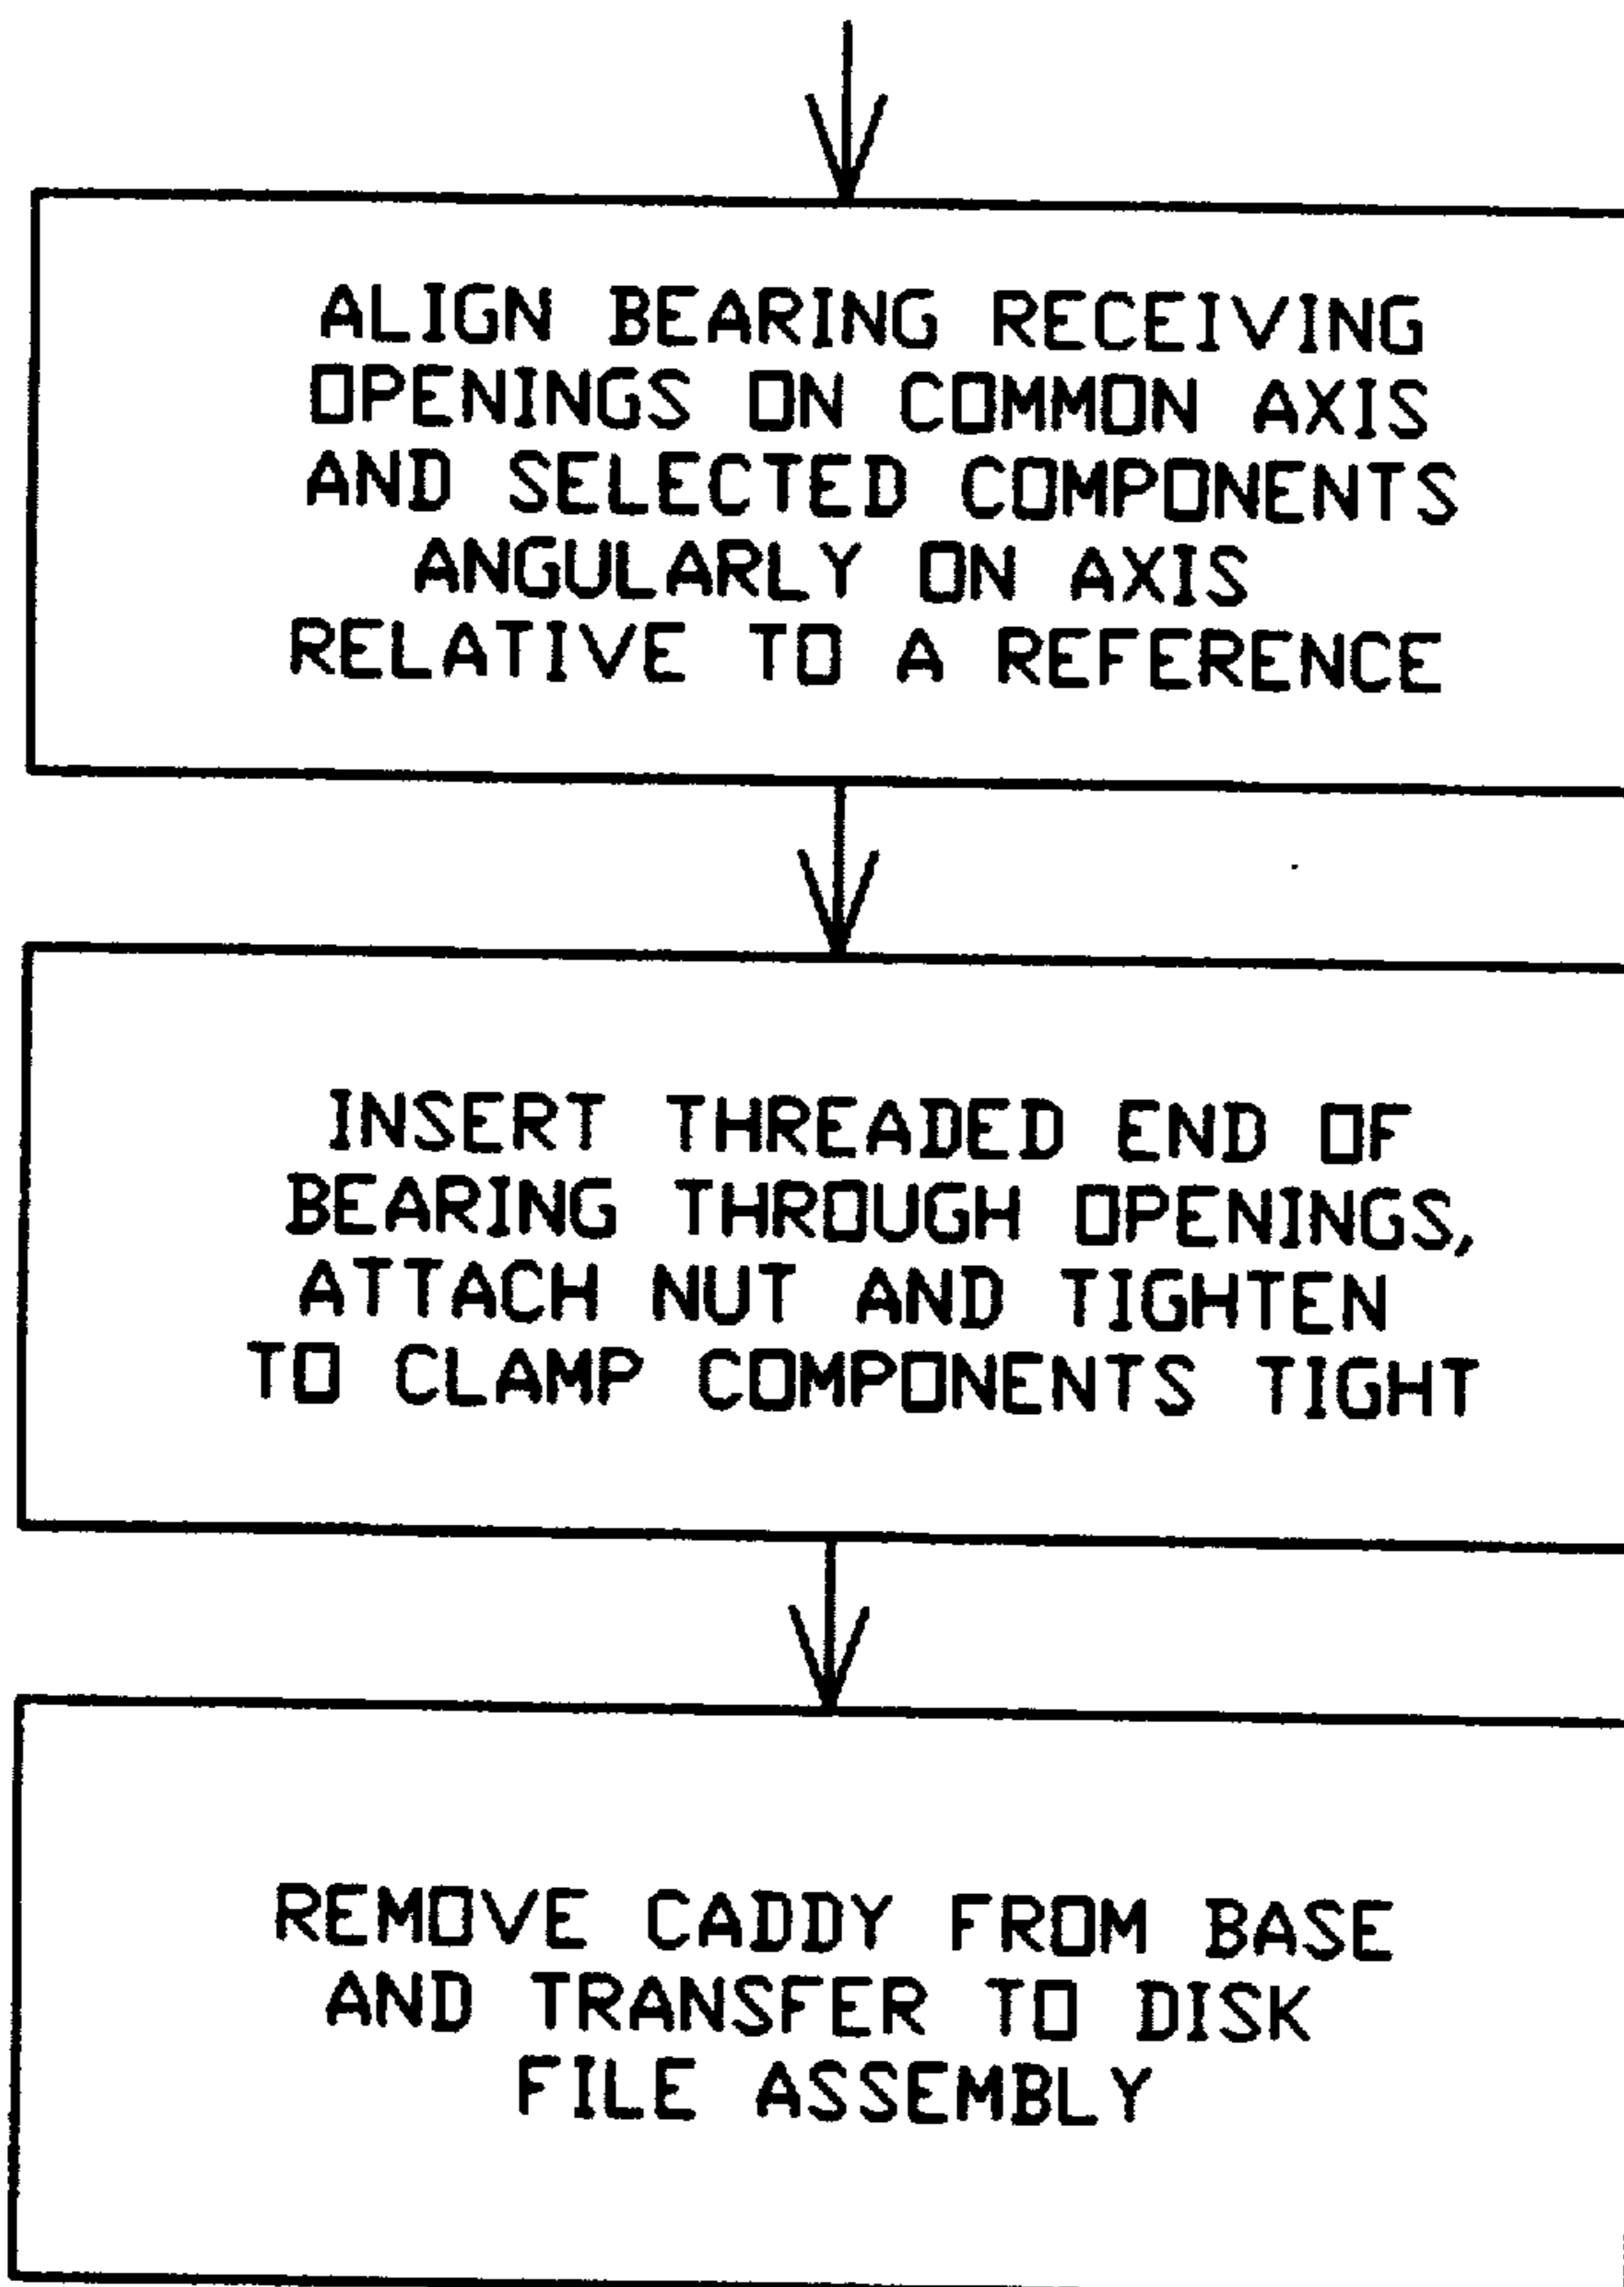 ALIGN BEARING RECEIVING
OPENINGS ON COMMON AXIS
AND SELECTED COMPONENTS
ANGULARLY ON AXIS
RELATIVE TO A REFERENCE
INSERT THREADED END OF
BEARING THROUGH OPENINGS,
ATTACH NUT AND TIGHTEN
TO CLAMP COMPONENTS TIGHT
REMOVE CADDY FROM BASE
AND TRANSFER TO DISK
FILE ASSEMBLY